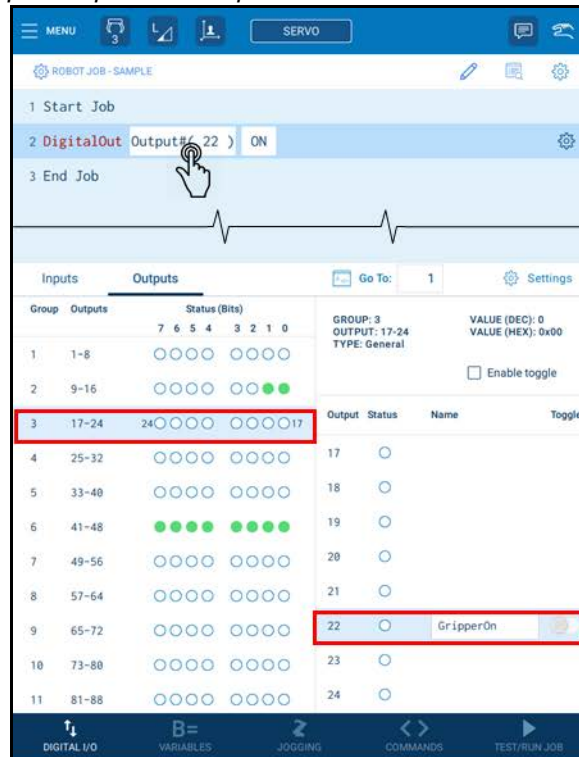 MENU 3 L SERVO
ROBOT JOB - SAMPLE
1 Start Job
2 DigitalOut Output#( 22 ) ON
3 End Job
Inputs Outputs Go To: 1 Settings
Group Outputs Status (Bits)
7 6 5 4 3 2 1 0
GROUP: 3 VALUE (DEC): 0
OUTPUT: 17-24 VALUE (HEX): 0x00
TYPE: General
Enable toggle
1 1-8
2 9-16
3 17-24 24 17
4 25-32
5 33-40
6 41-48
7 49-56
8 57-64
9 65-72
10 73-80
11 81-88
Output Status Name Toggle
17
18
19
20
21
22 GripperOn
23
24
DIGITAL I/O VARIABLES JOGGING COMMANDS TEST/RUN JOB